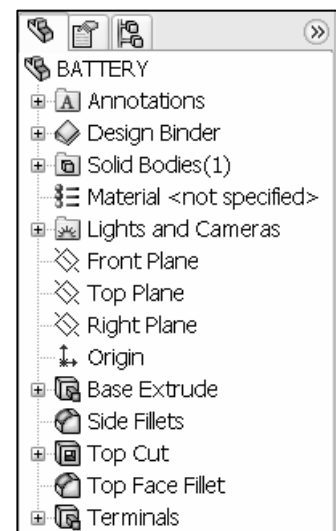 BATTERY
Annotations
Design Binder
Solid Bodies(1)
Material <not specified>
Lights and Cameras
Front Plane
Top Plane
Right Plane
Origin
Base Extrude
Side Fillets
Top Cut
Top Face Fillet
Terminals